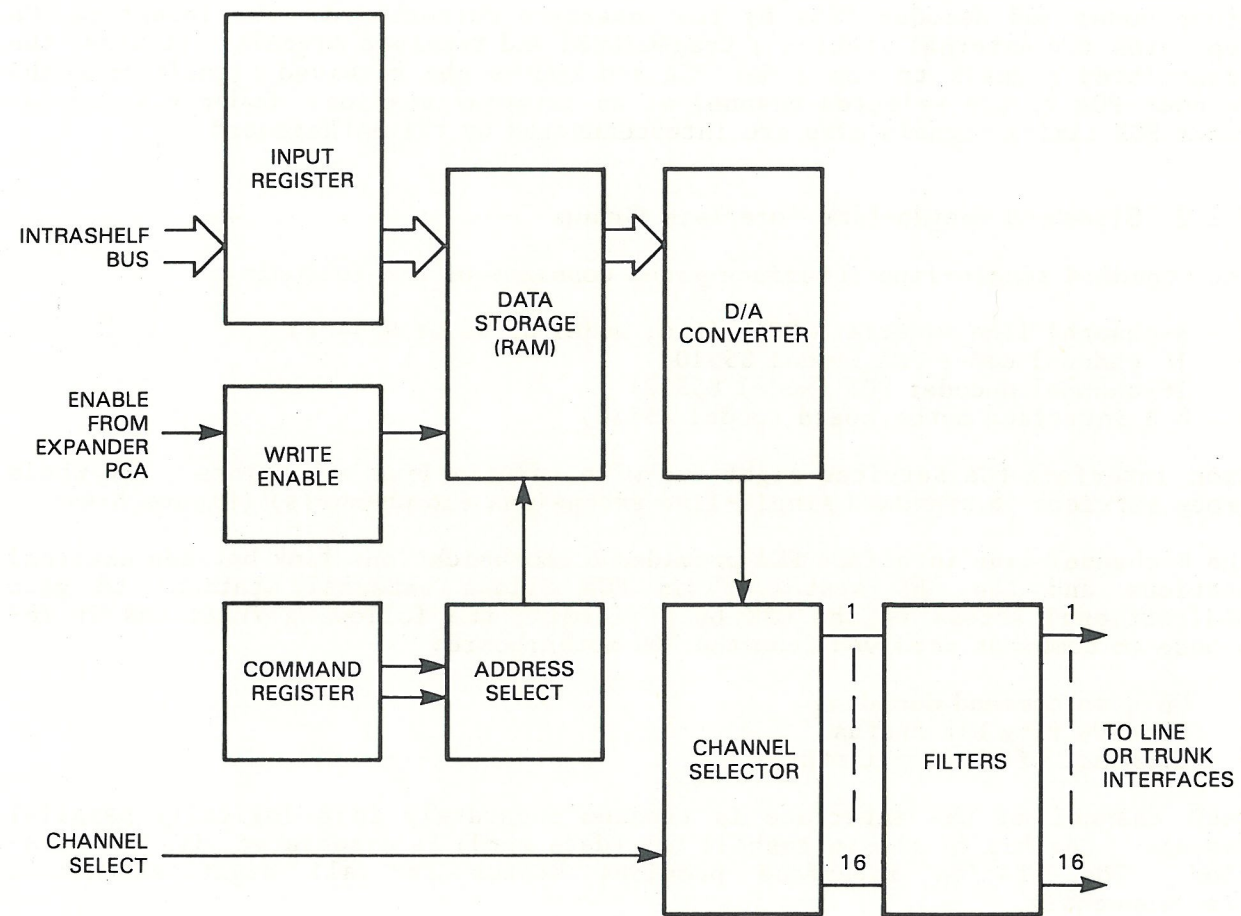 INPUT
REGISTER
INTRASHELF
BUS
DATA
STORAGE
(RAM)
D/A
CONVERTER
ENABLE
FROM
EXPANDER
PCA
WRITE
ENABLE
COMMAND
REGISTER
ADDRESS
SELECT
CHANNEL
SELECTOR
1
16
FILTERS
1
16
TO LINE
OR TRUNK
INTERFACES
CHANNEL
SELECT